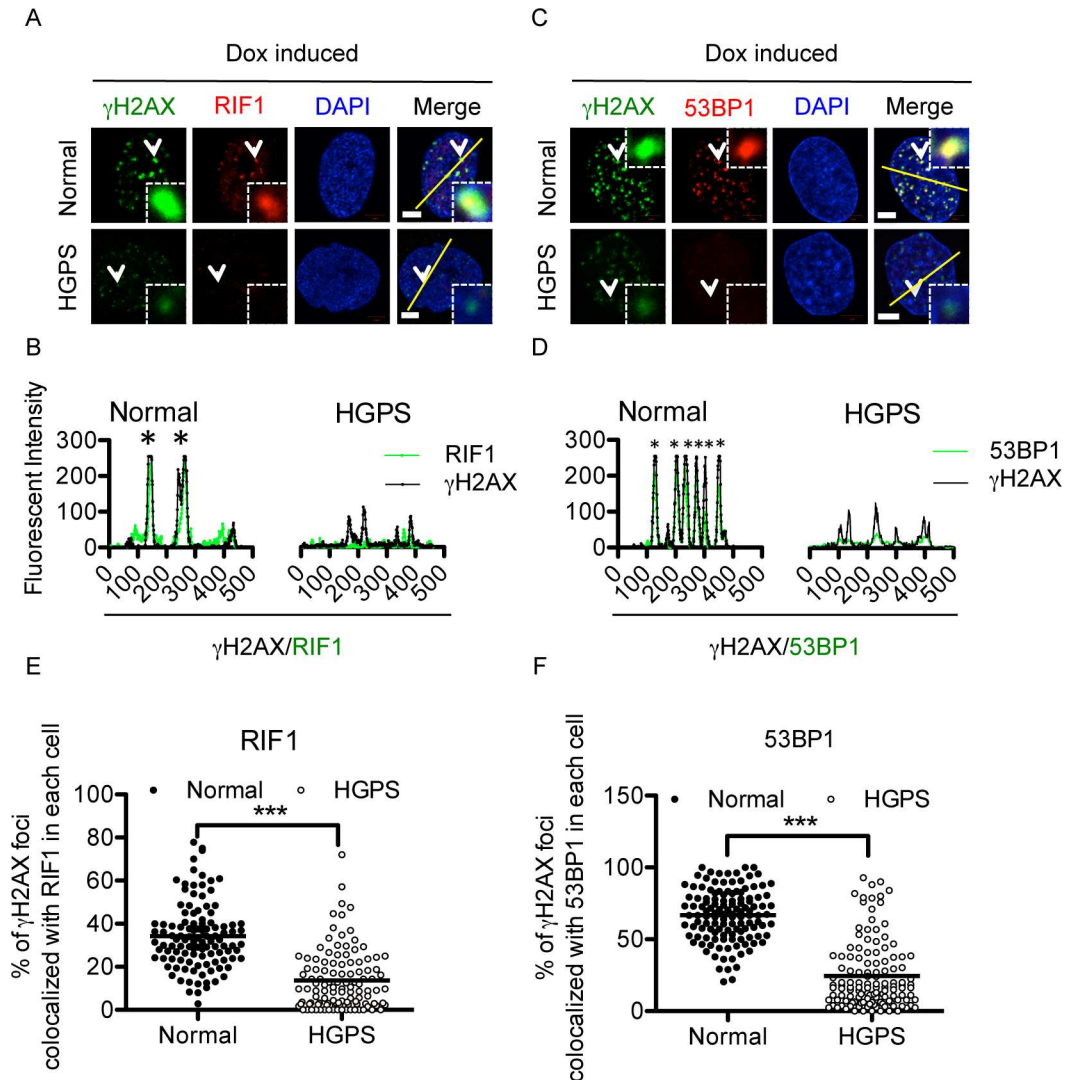 A
Dox induced
γH2AX RIF1 DAPI Merge
Normal
HGPS
C
Dox induced
γH2AX 53BP1 DAPI Merge
Normal
HGPS
B
Fluorescent Intensity
Normal HGPS
300
200
100
0
* *
RIF1
γH2AX
0 100 200 300 400 500
0 100 200 300 400 500
γH2AX/RIF1
D
Normal HGPS
300
200
100
0
* * * * * *
53BP1
γH2AX
0 100 200 300 400 500
0 100 200 300 400 500
γH2AX/53BP1
E
RIF1
% of γH2AX foci
colocalized with RIF1 in each cell
Normal HGPS
***
100
80
60
40
20
0
Normal HGPS
F
53BP1
% of γH2AX foci
colocalized with 53BP1 in each cell
Normal HGPS
***
150
100
50
0
Normal HGPS